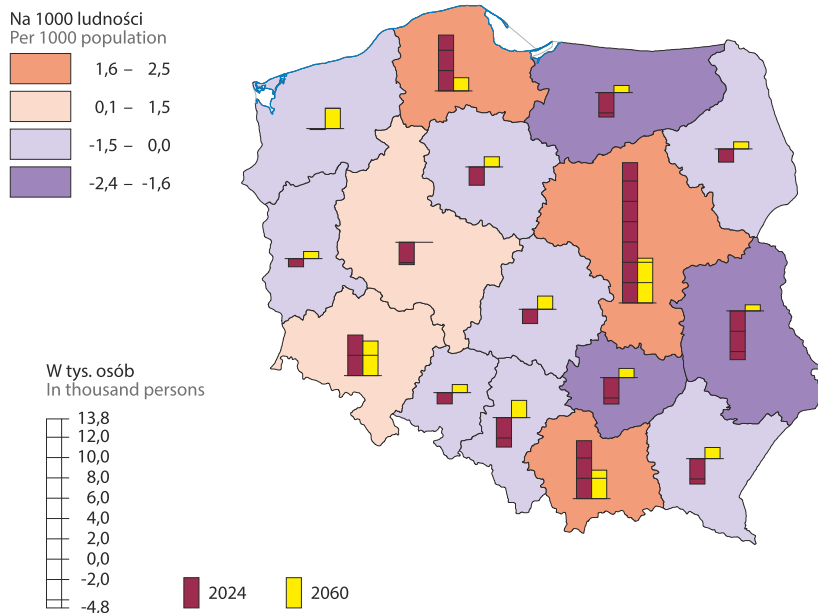 Na 1000 ludności
Per 1000 population
1,6 – 2,5
0,1 – 1,5
-1,5 – 0,0
-2,4 – -1,6
W tys. osób
In thousand persons
13,8
12,0
10,0
8,0
6,0
4,0
2,0
0,0
-2,0
-4,8
2024
2060